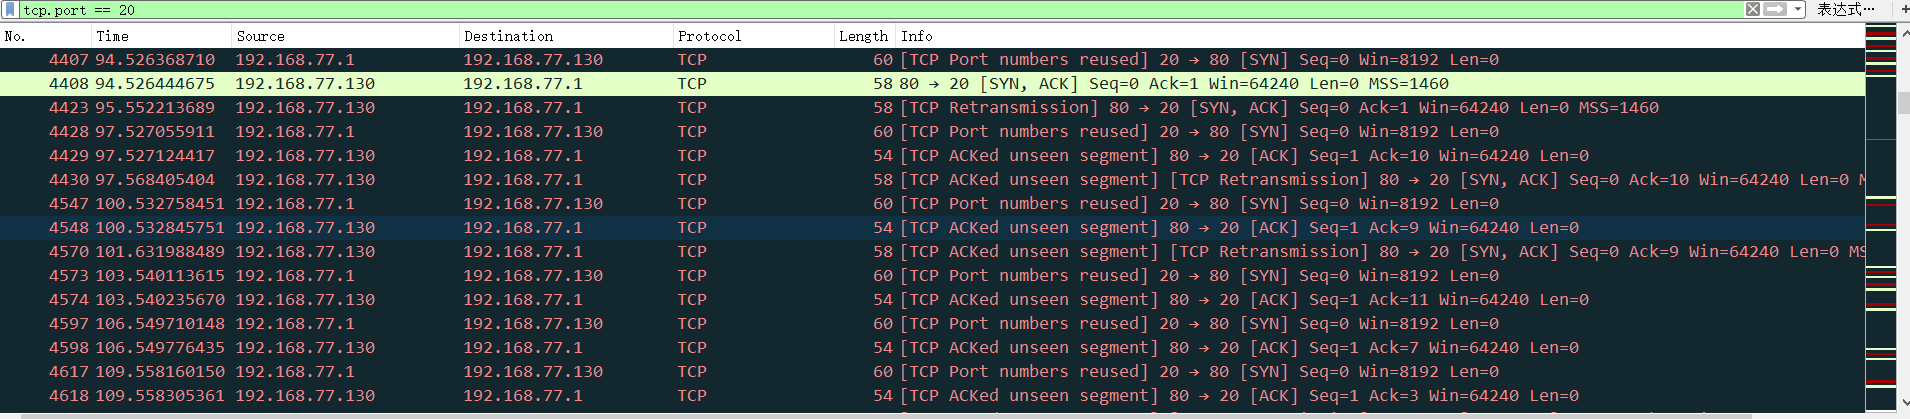 tcp.port == 20 表达式…
No. Time Source Destination Protocol Length Info
4407 94.526368710 192.168.77.1 192.168.77.130 TCP 60 [TCP Port numbers reused] 20 → 80 [SYN] Seq=0 Win=8192 Len=0
4408 94.526444675 192.168.77.130 192.168.77.1 TCP 58 80 → 20 [SYN, ACK] Seq=0 Ack=1 Win=64240 Len=0 MSS=1460
4423 95.552213689 192.168.77.130 192.168.77.1 TCP 58 [TCP Retransmission] 80 → 20 [SYN, ACK] Seq=0 Ack=1 Win=64240 Len=0 MSS=1460
4428 97.527055911 192.168.77.1 192.168.77.130 TCP 60 [TCP Port numbers reused] 20 → 80 [SYN] Seq=0 Win=8192 Len=0
4429 97.527124417 192.168.77.130 192.168.77.1 TCP 54 [TCP ACKed unseen segment] 80 → 20 [ACK] Seq=1 Ack=10 Win=64240 Len=0
4430 97.568405404 192.168.77.130 192.168.77.1 TCP 58 [TCP ACKed unseen segment] [TCP Retransmission] 80 → 20 [SYN, ACK] Seq=0 Ack=10 Win=64240 Len=0
4547 100.532758451 192.168.77.1 192.168.77.130 TCP 60 [TCP Port numbers reused] 20 → 80 [SYN] Seq=0 Win=8192 Len=0
4548 100.532845751 192.168.77.130 192.168.77.1 TCP 54 [TCP ACKed unseen segment] 80 → 20 [ACK] Seq=1 Ack=9 Win=64240 Len=0
4570 101.631988489 192.168.77.130 192.168.77.1 TCP 58 [TCP ACKed unseen segment] [TCP Retransmission] 80 → 20 [SYN, ACK] Seq=0 Ack=9 Win=64240 Len=0 MS
4573 103.540113615 192.168.77.1 192.168.77.130 TCP 60 [TCP Port numbers reused] 20 → 80 [SYN] Seq=0 Win=8192 Len=0
4574 103.540235670 192.168.77.130 192.168.77.1 TCP 54 [TCP ACKed unseen segment] 80 → 20 [ACK] Seq=1 Ack=11 Win=64240 Len=0
4597 106.549710148 192.168.77.1 192.168.77.130 TCP 60 [TCP Port numbers reused] 20 → 80 [SYN] Seq=0 Win=8192 Len=0
4598 106.549776435 192.168.77.130 192.168.77.1 TCP 54 [TCP ACKed unseen segment] 80 → 20 [ACK] Seq=1 Ack=7 Win=64240 Len=0
4617 109.558160150 192.168.77.1 192.168.77.130 TCP 60 [TCP Port numbers reused] 20 → 80 [SYN] Seq=0 Win=8192 Len=0
4618 109.558305361 192.168.77.130 192.168.77.1 TCP 54 [TCP ACKed unseen segment] 80 → 20 [ACK] Seq=1 Ack=3 Win=64240 Len=0